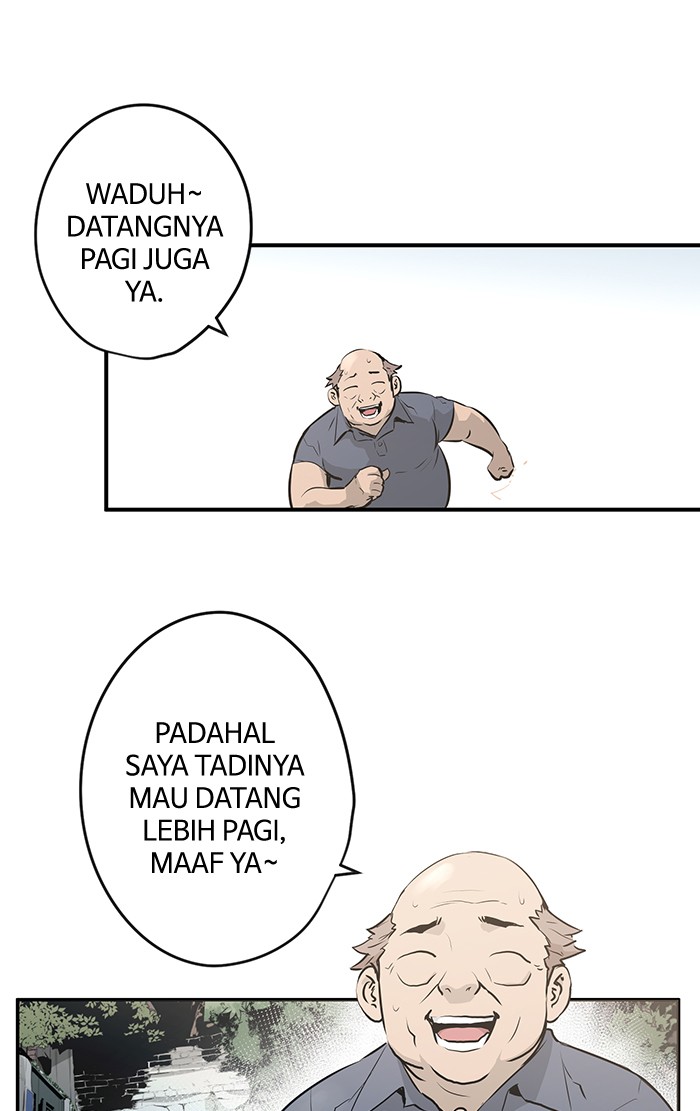 WADUH~
DATANGNYA
PAGI JUGA
YA.
PADAHAL
SAYA TADINYA
MAU DATANG
LEBIH PAGI,
MAAF YA~